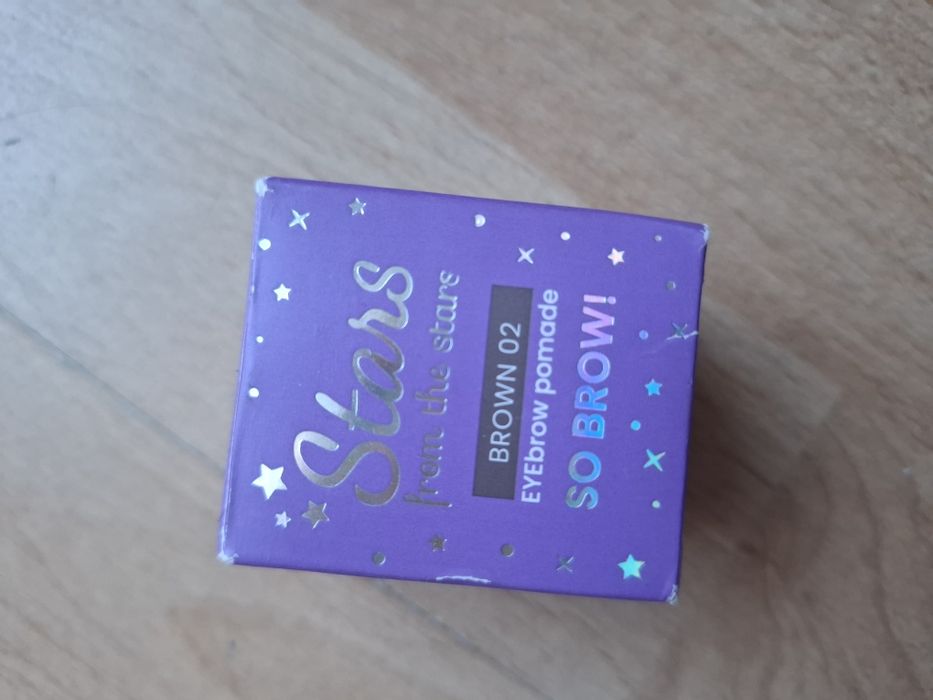 Stars
from the stars
BROWN 02
EYEbrow pomade
SO BROW!